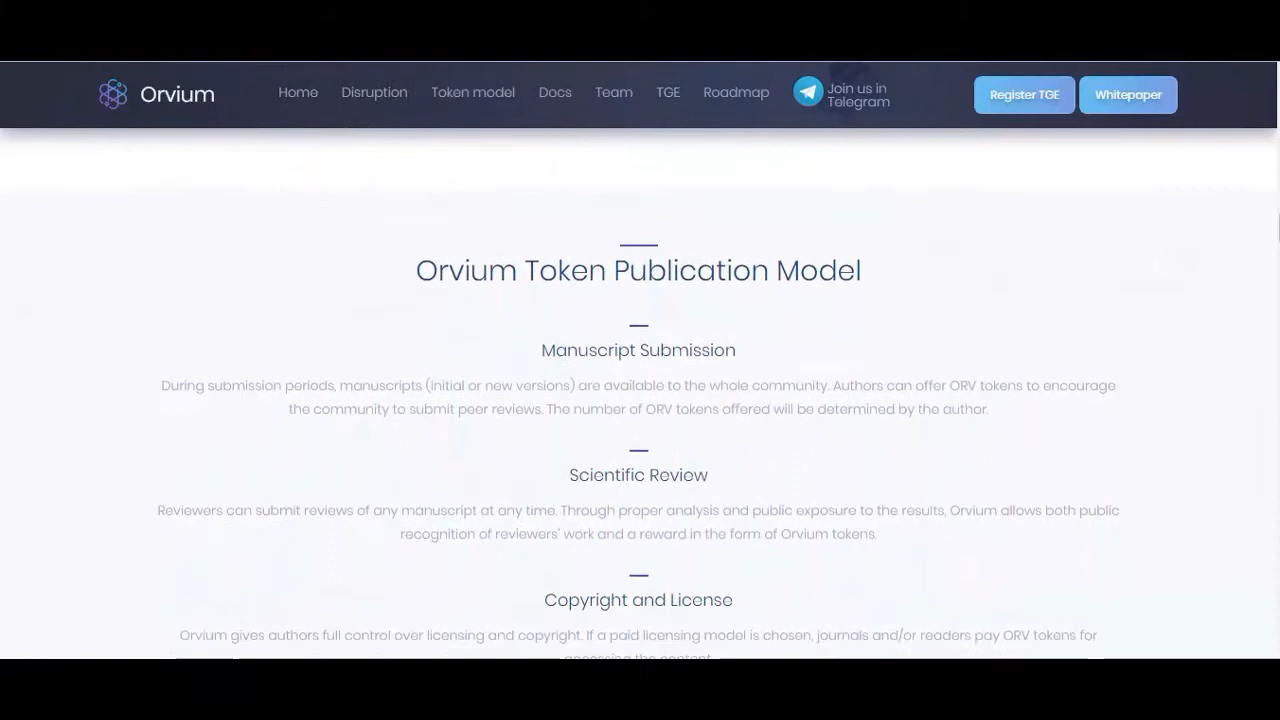 Orvium
Home Disruption Token model Docs Team TGE Roadmap
Join us in
Telegram
Register TGE Whitepaper
Orvium Token Publication Model
Manuscript Submission
During submission periods, manuscripts (initial or new versions) are available to the whole community. Authors can offer ORV tokens to encourage
the community to submit peer reviews. The number of ORV tokens offered will be determined by the author.
Scientific Review
Reviewers can submit reviews of any manuscript at any time. Through proper analysis and public exposure to the results, Orvium allows both public
recognition of reviewers' work and a reward in the form of Orvium tokens.
Copyright and License
Orvium gives authors full control over licensing and copyright. If a paid licensing model is chosen, journals and/or readers pay ORV tokens for
accessing the content.